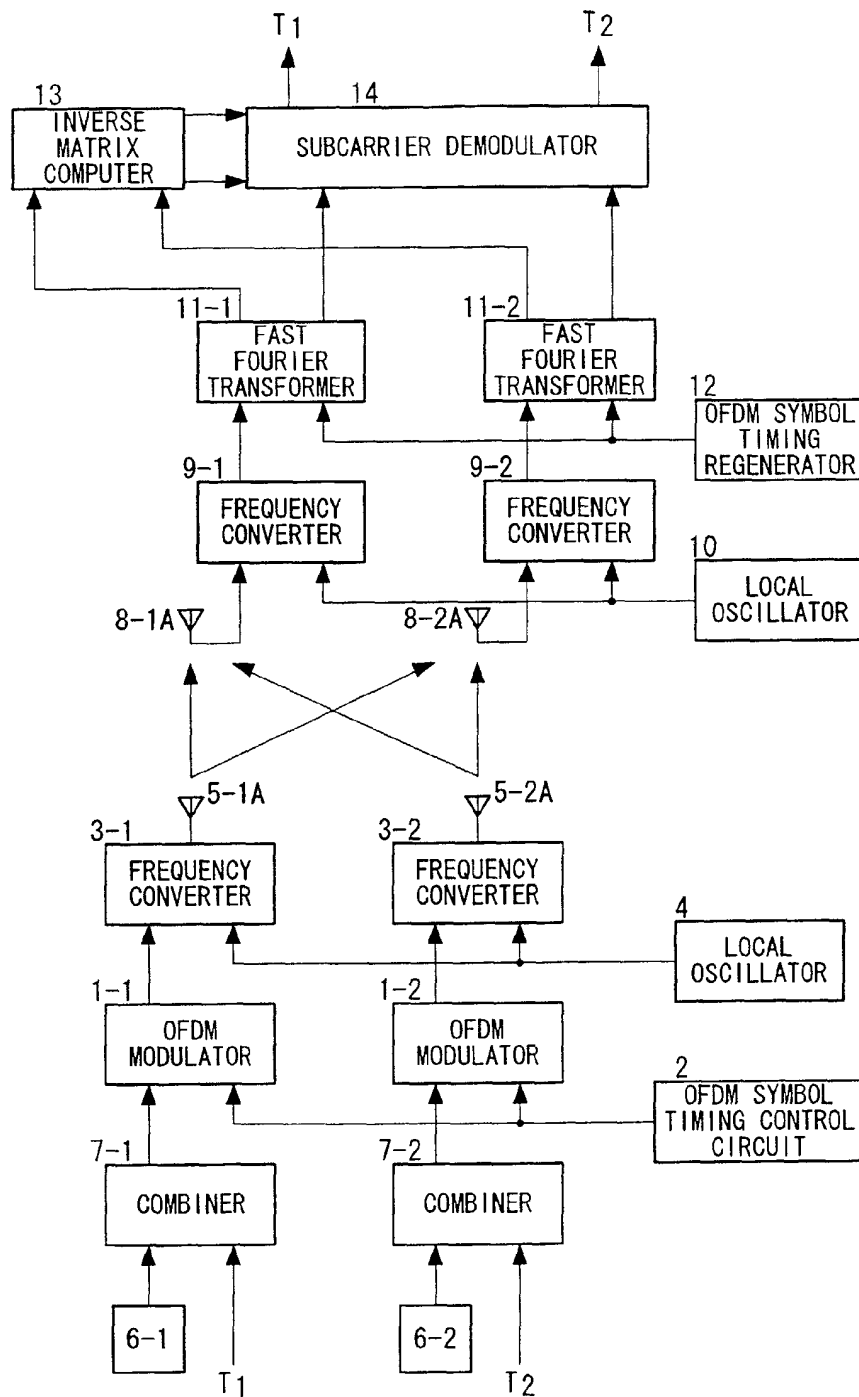 T1
T2
13
14
INVERSE
MATRIX
COMPUTER
SUBCARRIER DEMODULATOR
11-1
11-2
FAST
FOURIER
TRANSFORMER
FAST
FOURIER
TRANSFORMER
12
OFDM SYMBOL
TIMING
REGENERATOR
9-1
9-2
FREQUENCY
CONVERTER
FREQUENCY
CONVERTER
10
LOCAL
OSCILLATOR
8-1A
8-2A
5-1A
5-2A
3-1
3-2
FREQUENCY
CONVERTER
FREQUENCY
CONVERTER
4
LOCAL
OSCILLATOR
1-1
1-2
OFDM
MODULATOR
OFDM
MODULATOR
2
OFDM SYMBOL
TIMING CONTROL
CIRCUIT
7-1
7-2
COMBINER
COMBINER
6-1
6-2
T1
T2